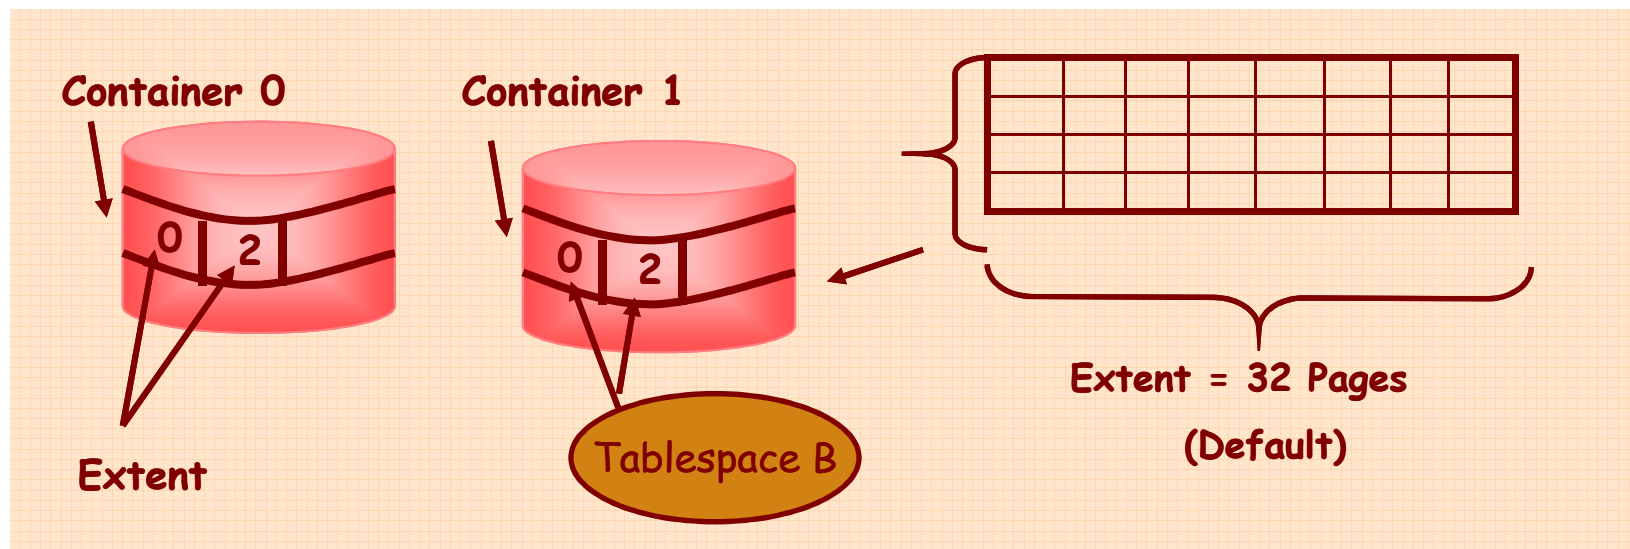 Container 0
Container 1
0
2
0
2
Extent = 32 Pages
(Default)
Tablespace B
Extent